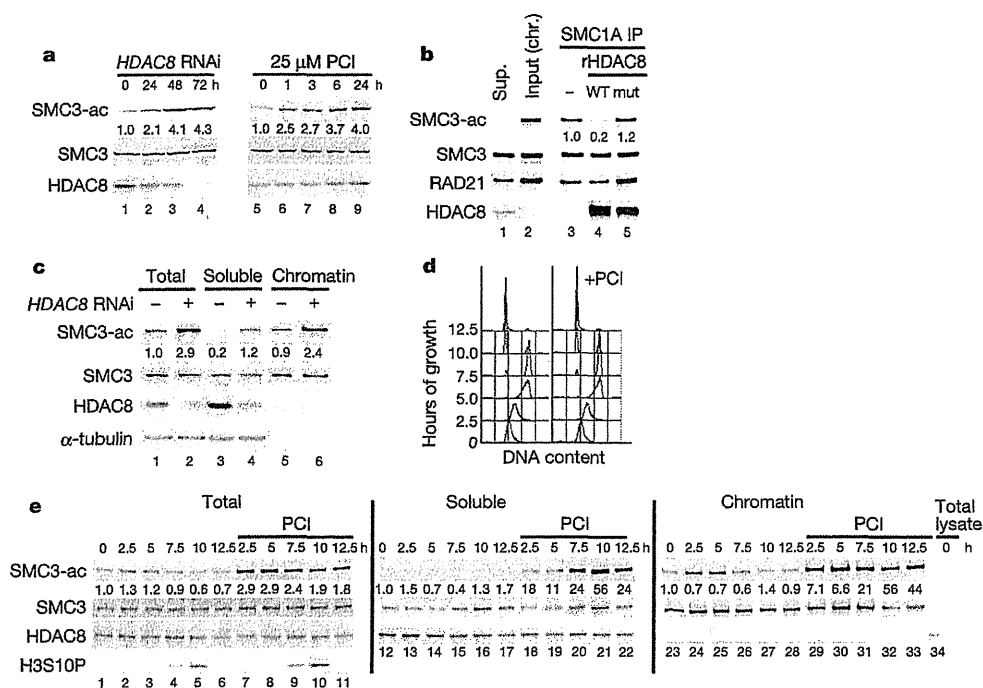 a
HDAC8 RNAi 25 µM PCI
0 24 48 72 h 0 1 3 6 24 h
SMC3-ac
1.0 2.1 4.1 4.3 1.0 2.5 2.7 3.7 4.0
SMC3
HDAC8
1 2 3 4 5 6 7 8 9
b
SMC1A IP
rHDAC8
Sup. Input (chr.) – WT mut
SMC3-ac
1.0 0.2 1.2
SMC3
RAD21
HDAC8
1 2 3 4 5
c
Total Soluble Chromatin
HDAC8 RNAi – + – + – +
SMC3-ac
1.0 2.9 0.2 1.2 0.9 2.4
SMC3
HDAC8
α-tubulin
1 2 3 4 5 6
d
+PCI
Hours of growth
12.5
10.0
7.5
5.0
2.5
0
DNA content
e
Total Soluble Chromatin Total lysate
PCI PCI PCI
0 2.5 5 7.5 10 12.5 2.5 5 7.5 10 12.5 h 0 2.5 5 7.5 10 12.5 2.5 5 7.5 10 12.5 h 0 2.5 5 7.5 10 12.5 2.5 5 7.5 10 12.5 0 h
SMC3-ac
1.0 1.3 1.2 0.9 0.6 0.7 2.9 2.9 2.4 1.9 1.8 1.0 1.5 0.7 0.4 1.3 1.7 18 11 24 56 24 1.0 0.7 0.7 0.6 1.4 0.9 7.1 6.6 21 56 44
SMC3
HDAC8
12 13 14 15 16 17 18 19 20 21 22 23 24 25 26 27 28 29 30 31 32 33 34
H3S10P
1 2 3 4 5 6 7 8 9 10 11